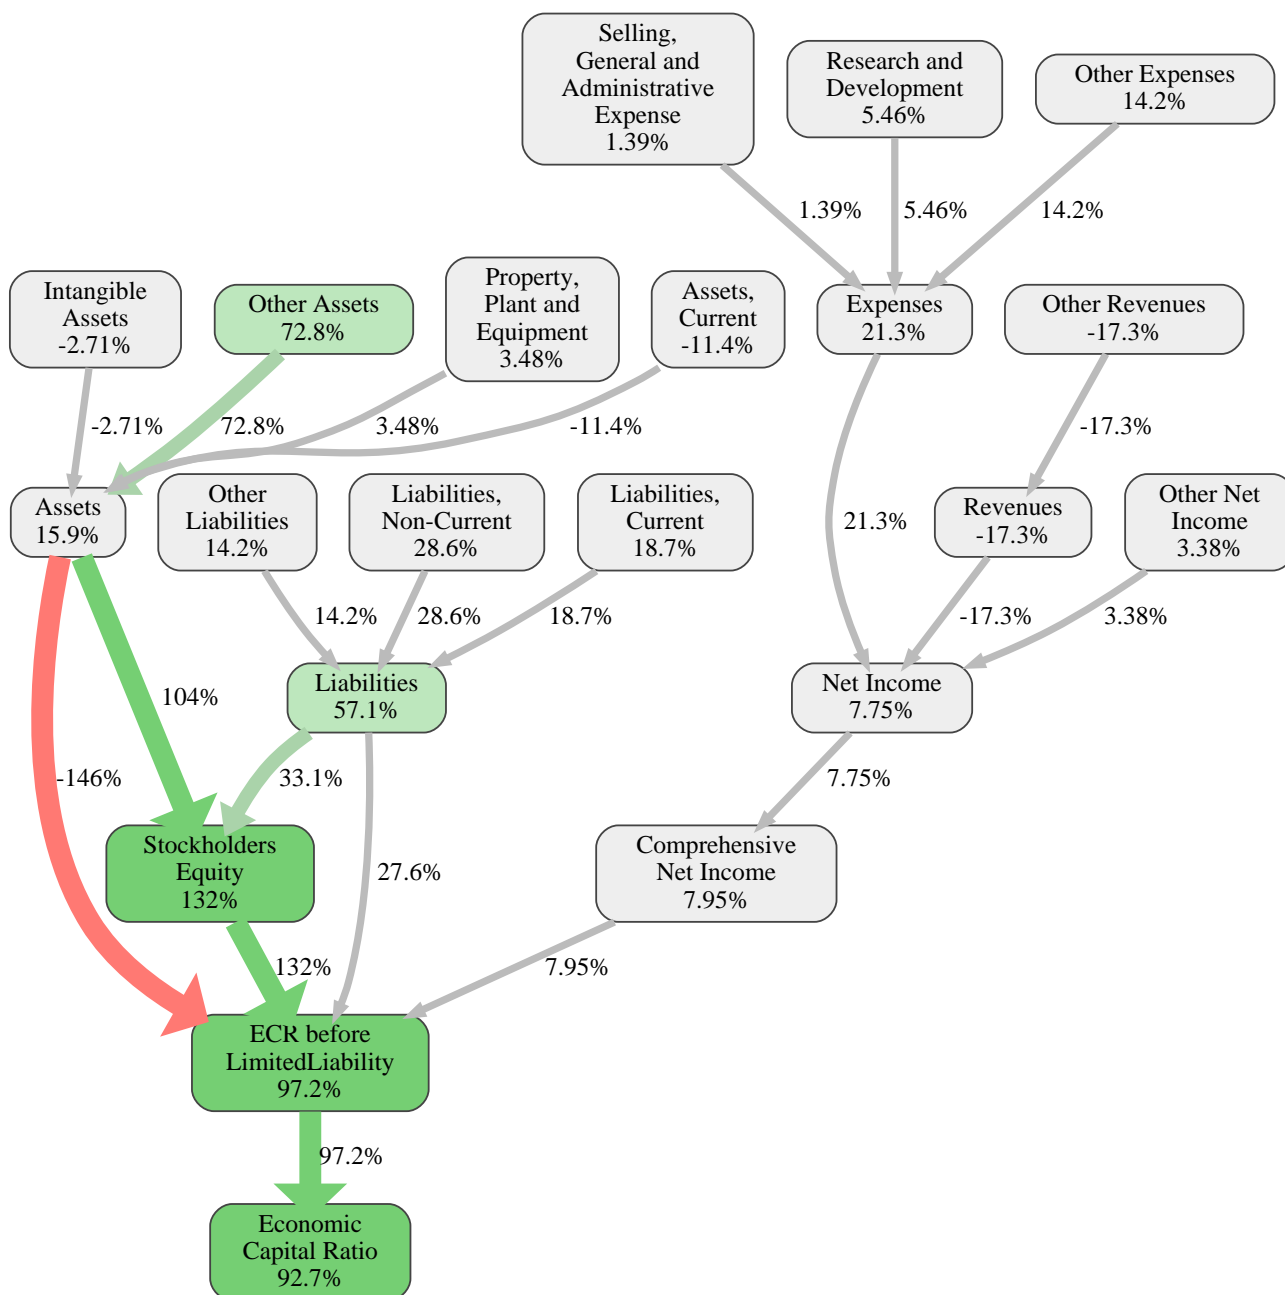 Selling,
General and
Administrative
Expense
1.39%
Research and
Development
5.46%
Other Expenses
14.2%
1.39%
5.46%
14.2%
Intangible
Assets
-2.71%
Other Assets
72.8%
Property,
Plant and
Equipment
3.48%
Assets,
Current
-11.4%
Expenses
21.3%
Other Revenues
-17.3%
-2.71%
72.8%
3.48%
-11.4%
-17.3%
Assets
15.9%
Other
Liabilities
14.2%
Liabilities,
Non-Current
28.6%
Liabilities,
Current
18.7%
21.3%
Revenues
-17.3%
Other Net
Income
3.38%
14.2%
28.6%
18.7%
-17.3%
3.38%
104%
Liabilities
57.1%
Net Income
7.75%
-146%
33.1%
7.75%
Stockholders
Equity
132%
27.6%
Comprehensive
Net Income
7.95%
132%
7.95%
ECR before
LimitedLiability
97.2%
97.2%
Economic
Capital Ratio
92.7%